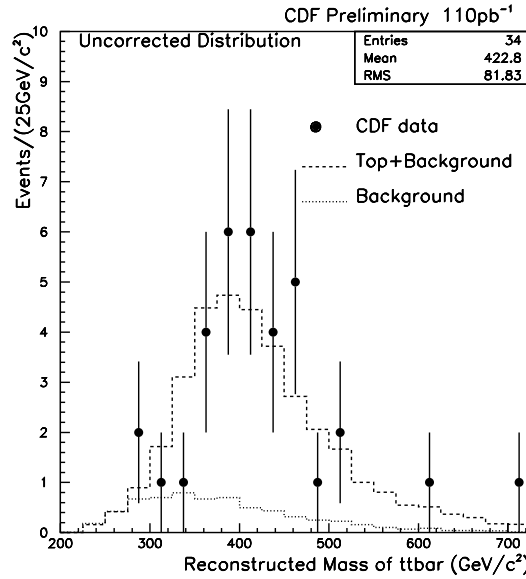 CDF Preliminary 110pb⁻¹
Uncorrected Distribution
Entries 34
Mean 422.8
RMS 81.83
CDF data
Top+Background
Background
Events/(25GeV/c²)
10
9
8
7
6
5
4
3
2
1
0
200 300 400 500 600 700
Reconstructed Mass of ttbar (GeV/c²)